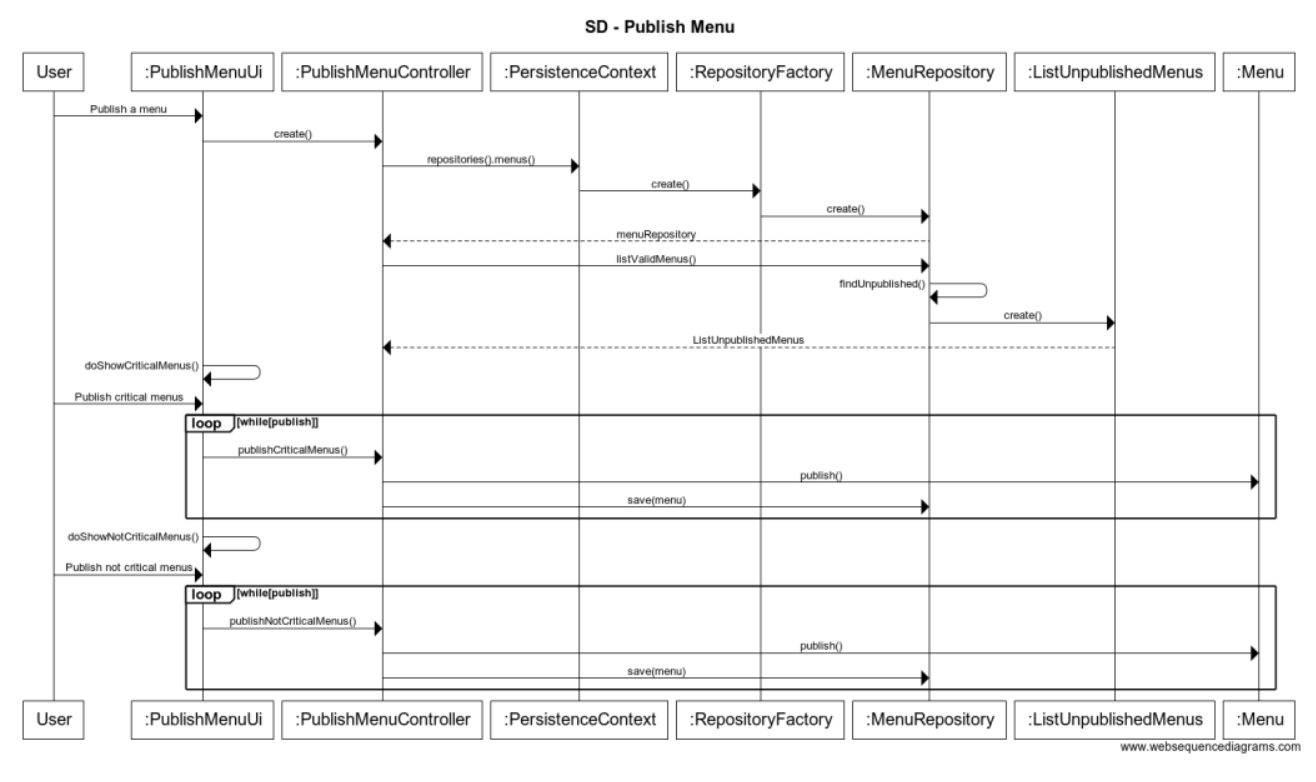 SD - Publish Menu
User :PublishMenuUi :PublishMenuController :PersistenceContext :RepositoryFactory :MenuRepository :ListUnpublishedMenus :Menu
Publish a menu
create()
repositories().menus()
create()
create()
menuRepository
listValidMenus()
findUnpublished()
create()
ListUnpublishedMenus
doShowCriticalMenus()
Publish critical menus
loop [while[publish]]
publishCriticalMenus()
publish()
save(menu)
doShowNotCriticalMenus()
Publish not critical menus
loop [while[publish]]
publishNotCriticalMenus()
publish()
save(menu)
User :PublishMenuUi :PublishMenuController :PersistenceContext :RepositoryFactory :MenuRepository :ListUnpublishedMenus :Menu
www.websequencediagrams.com